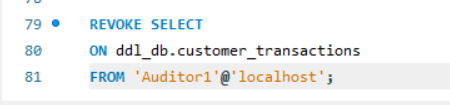 79 REVOKE SELECT
80 ON ddl_db.customer_transactions
81 FROM 'Auditor1'@'localhost';